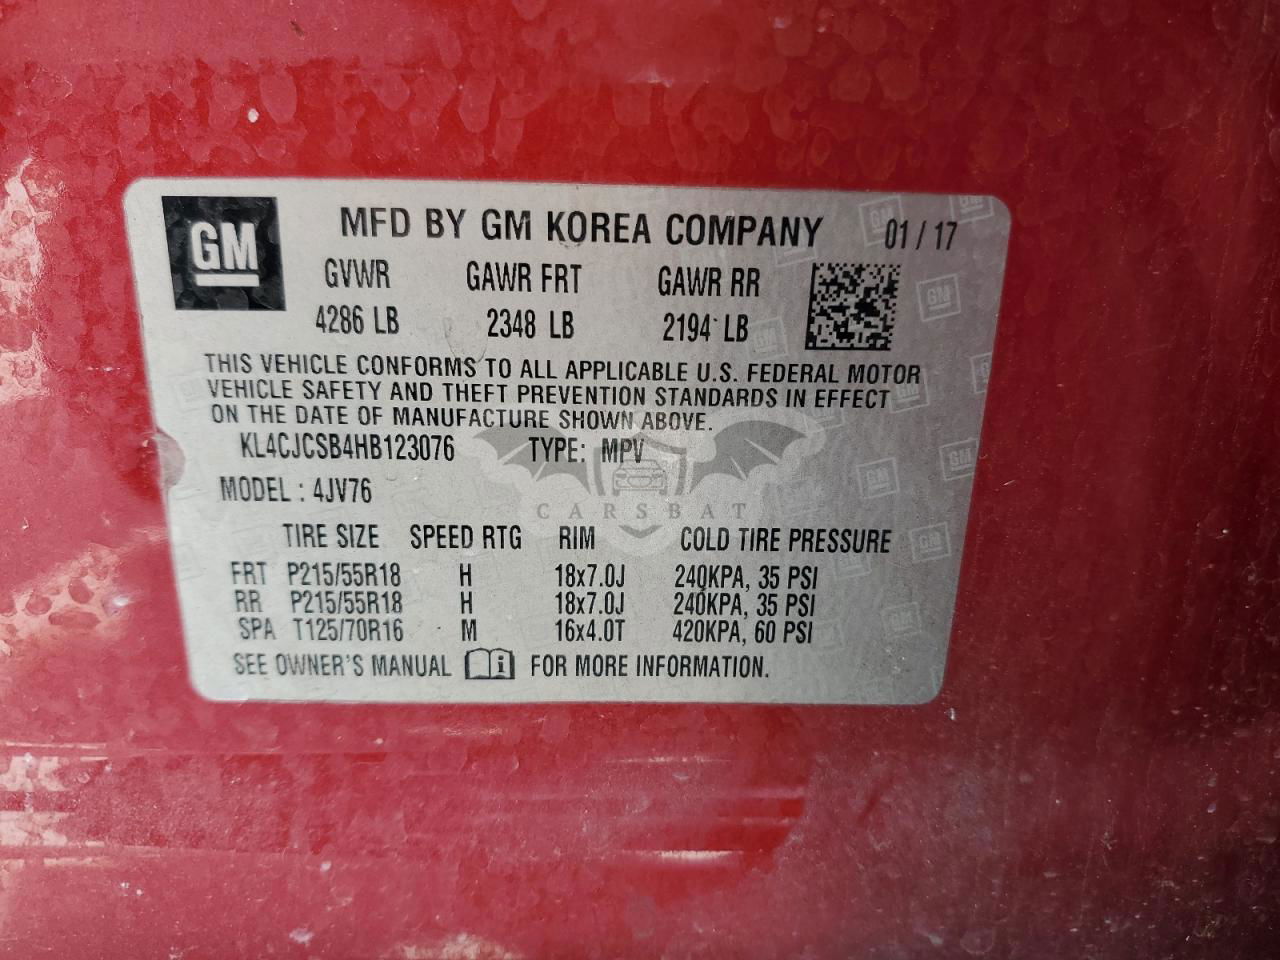 GM
MFD BY GM KOREA COMPANY 01 / 17
GVWR GAWR FRT GAWR RR
4286 LB 2348 LB 2194 LB
THIS VEHICLE CONFORMS TO ALL APPLICABLE U.S. FEDERAL MOTOR
VEHICLE SAFETY AND THEFT PREVENTION STANDARDS IN EFFECT
ON THE DATE OF MANUFACTURE SHOWN ABOVE.
KL4CJCSB4HB123076 TYPE: MPV
MODEL : 4JV76
CARSBAT
TIRE SIZE SPEED RTG RIM COLD TIRE PRESSURE
FRT P215/55R18 H 18x7.0J 240KPA, 35 PSI
RR P215/55R18 H 18x7.0J 240KPA, 35 PSI
SPA T125/70R16 M 16x4.0T 420KPA, 60 PSI
SEE OWNER'S MANUAL i FOR MORE INFORMATION.